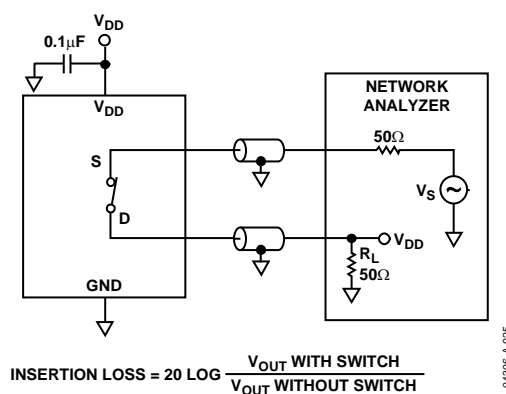 V_DD
0.1µF
V_DD
NETWORK
ANALYZER
50Ω
S
V_S
D
V_DD
R_L
50Ω
GND
INSERTION LOSS = 20 LOG V_OUT WITH SWITCH
V_OUT WITHOUT SWITCH